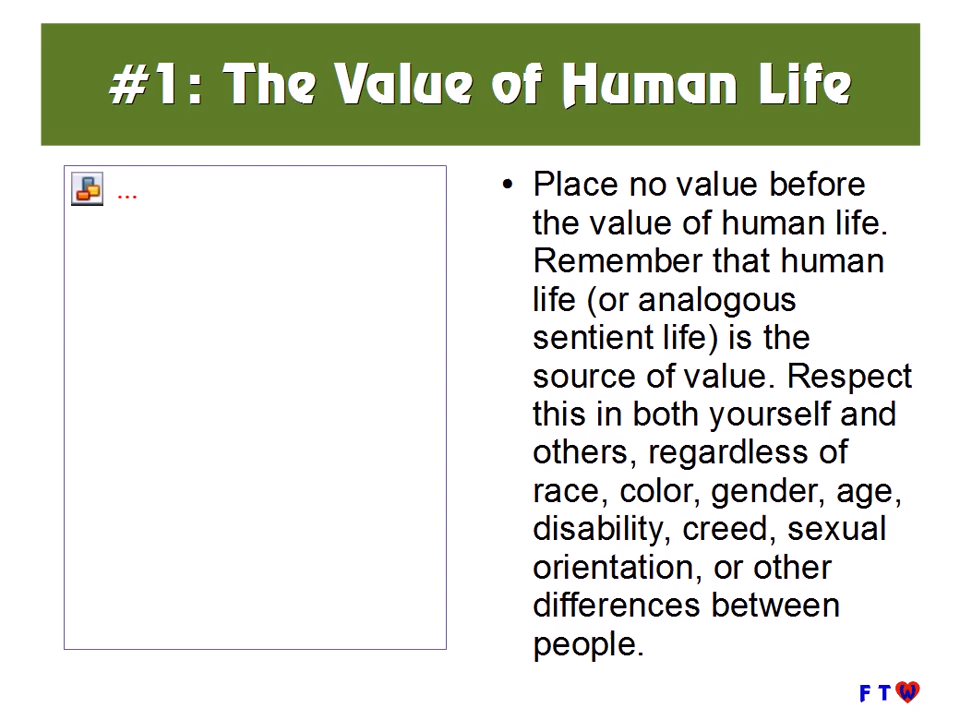 #1: The Value of Human Life
...
• Place no value before
the value of human life.
Remember that human
life (or analogous
sentient life) is the
source of value. Respect
this in both yourself and
others, regardless of
race, color, gender, age,
disability, creed, sexual
orientation, or other
differences between
people.
F T W